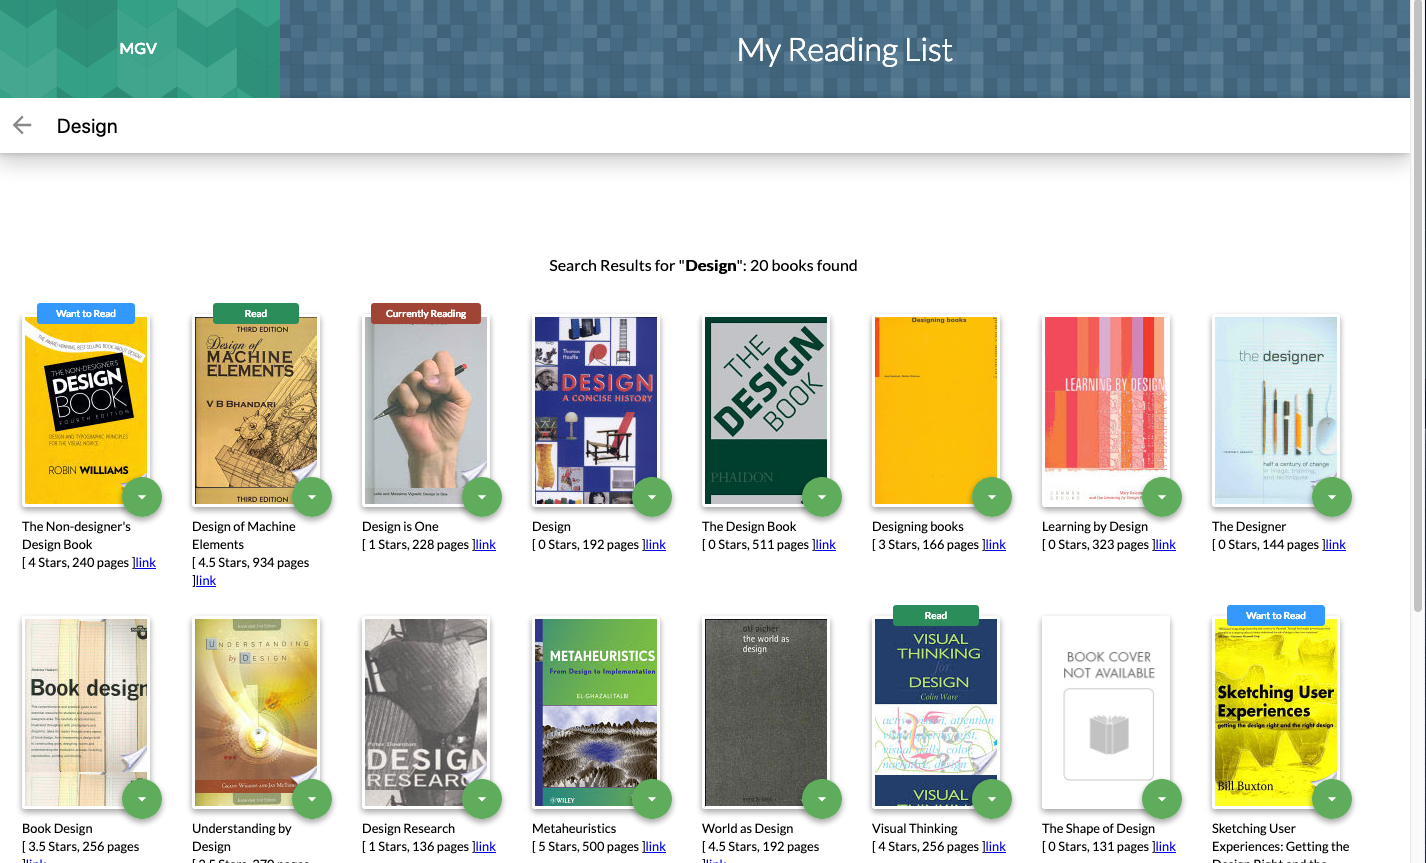 MGV
My Reading List
Design
Search Results for "Design": 20 books found
Want to Read
Read
Currently Reading
THE AWARD-WINNING, BEST SELLING BOOK ABOUT DESIGN!
THE NON-DESIGNER'S
DESIGN
BOOK
FOURTH EDITION
DESIGN AND TYPOGRAPHIC PRINCIPLES
FOR THE VISUAL NOVICE
ROBIN WILLIAMS
THIRD EDITION
Design of
MACHINE
ELEMENTS
V B BHANDARI
THIRD EDITION
Lella and Massimo Vignelli: Design is One
Thomas Hauffe
DESIGN
A CONCISE HISTORY
THE
DESIGN
BOOK
PHAIDON
Designing books
LEARNING BY DESIGN
the designer
half a century of change
in image, training,
and techniques
The Non-designer's
Design Book
[ 4 Stars, 240 pages ]link
Design of Machine
Elements
[ 4.5 Stars, 934 pages
]link
Design is One
[ 1 Stars, 228 pages ]link
Design
[ 0 Stars, 192 pages ]link
The Design Book
[ 0 Stars, 511 pages ]link
Designing books
[ 3 Stars, 166 pages ]link
Learning by Design
[ 0 Stars, 323 pages ]link
The Designer
[ 0 Stars, 144 pages ]link
Read
Want to Read
Book design
UNDERSTANDING
by DESIGN
DESIGN
RESEARC
METAHEURISTICS
From Design to Implementation
EL-GHAZALI TALBI
WILEY
otl aicher
the world as
design
VISUAL
THINKING
for
DESIGN
Colin Ware
VISUAL
BOOK COVER
NOT AVAILABLE
Sketching User
Experiences
getting the design right and the right design
Bill Buxton
Book Design
[ 3.5 Stars, 256 pages
]link
Understanding by
Design
[ 3.5 Stars, 370 pages
Design Research
[ 1 Stars, 136 pages ]link
Metaheuristics
[ 5 Stars, 500 pages ]link
World as Design
[ 4.5 Stars, 192 pages
]link
Visual Thinking
[ 4 Stars, 256 pages ]link
The Shape of Design
[ 0 Stars, 131 pages ]link
Sketching User
Experiences: Getting the
Design Right and the